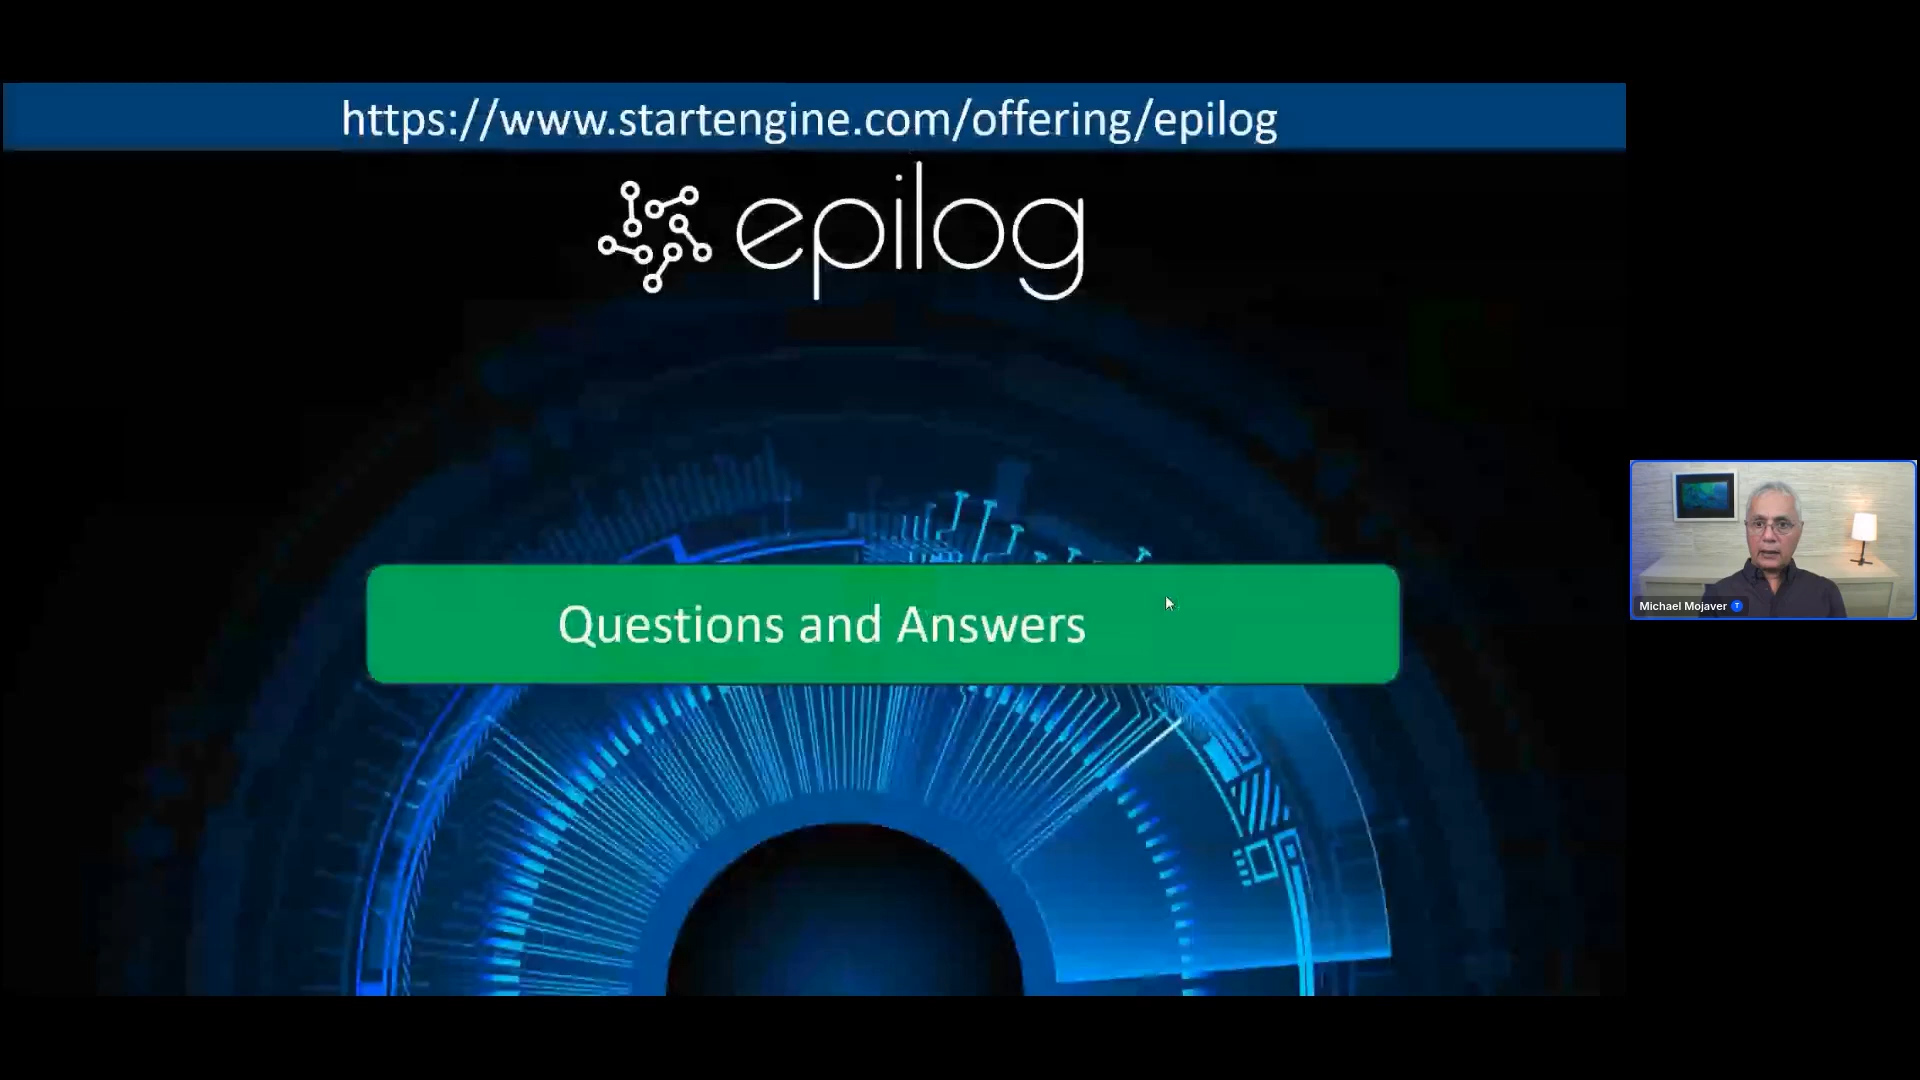 https://www.startengine.com/offering/epilog
epilog
Questions and Answers
Michael Mojaver T